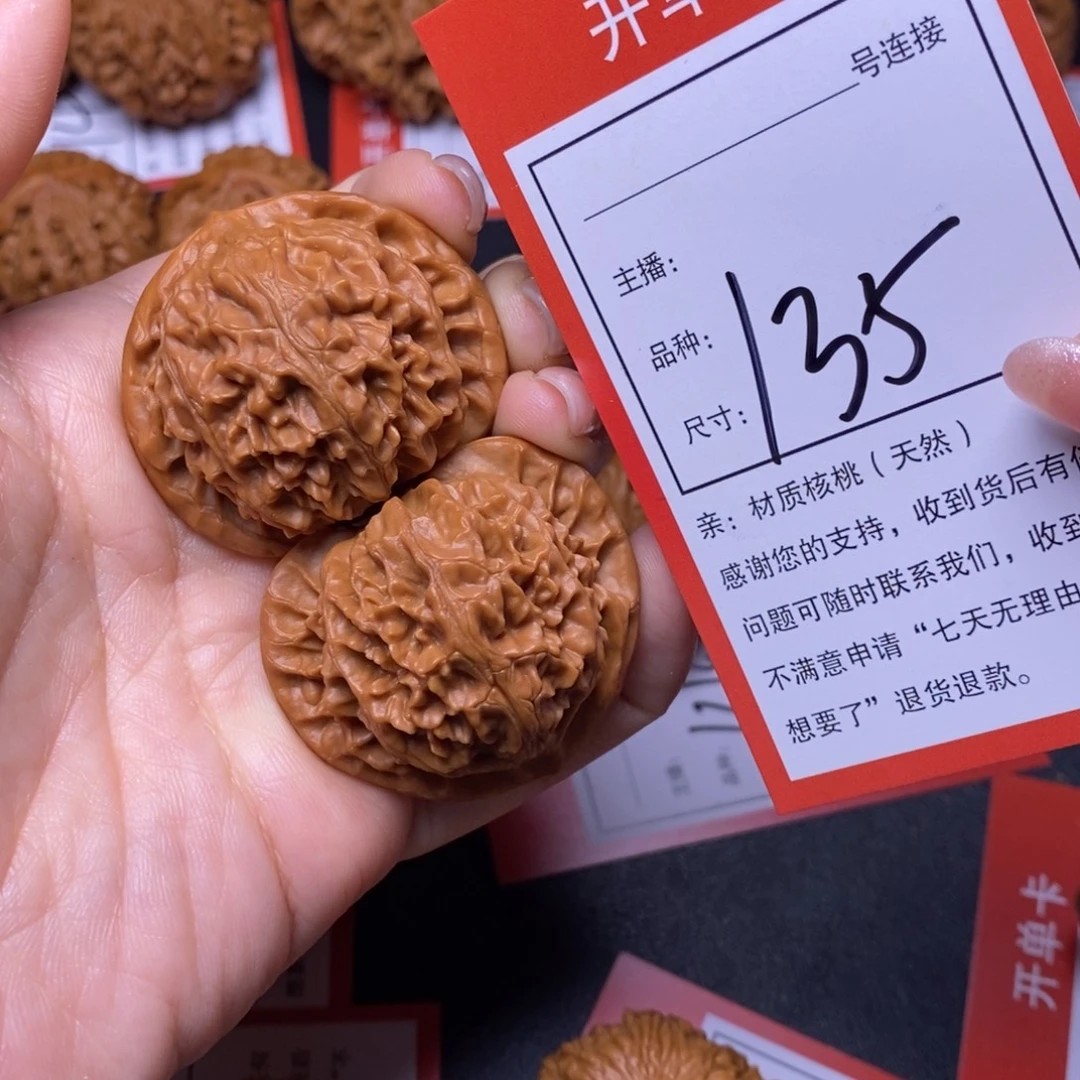 开单
号连接
主播：
品种：
135
尺寸：
亲：材质核桃（天然）
感谢您的支持，收到货后有
问题可随时联系我们，收到
不满意申请“七天无理由
想要了”退货退款。
开单卡